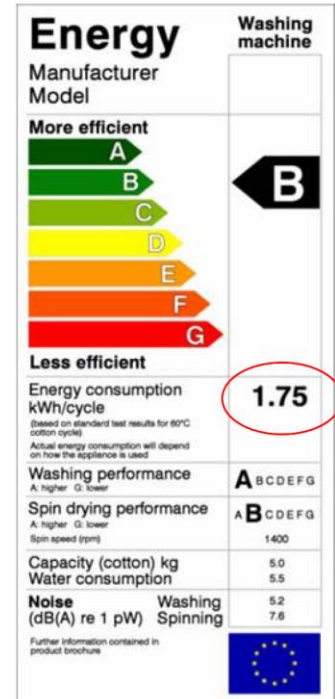 Energy
Washing
machine
Manufacturer
Model
More efficient
A
B
C
D
E
F
G
B
Less efficient
Energy consumption
kWh/cycle
1.75
(based on standard test results for 60°C
cotton cycle)
Actual energy consumption will depend
on how the appliance is used
Washing performance
A: higher G: lower
A B C D E F G
Spin drying performance
A: higher G: lower
A B C D E F G
Spin speed (rpm)
1400
Capacity (cotton) kg
5.0
Water consumption
5.5
Noise Washing
5.2
(dB(A) re 1 pW) Spinning
7.6
Further information contained in
product brochure